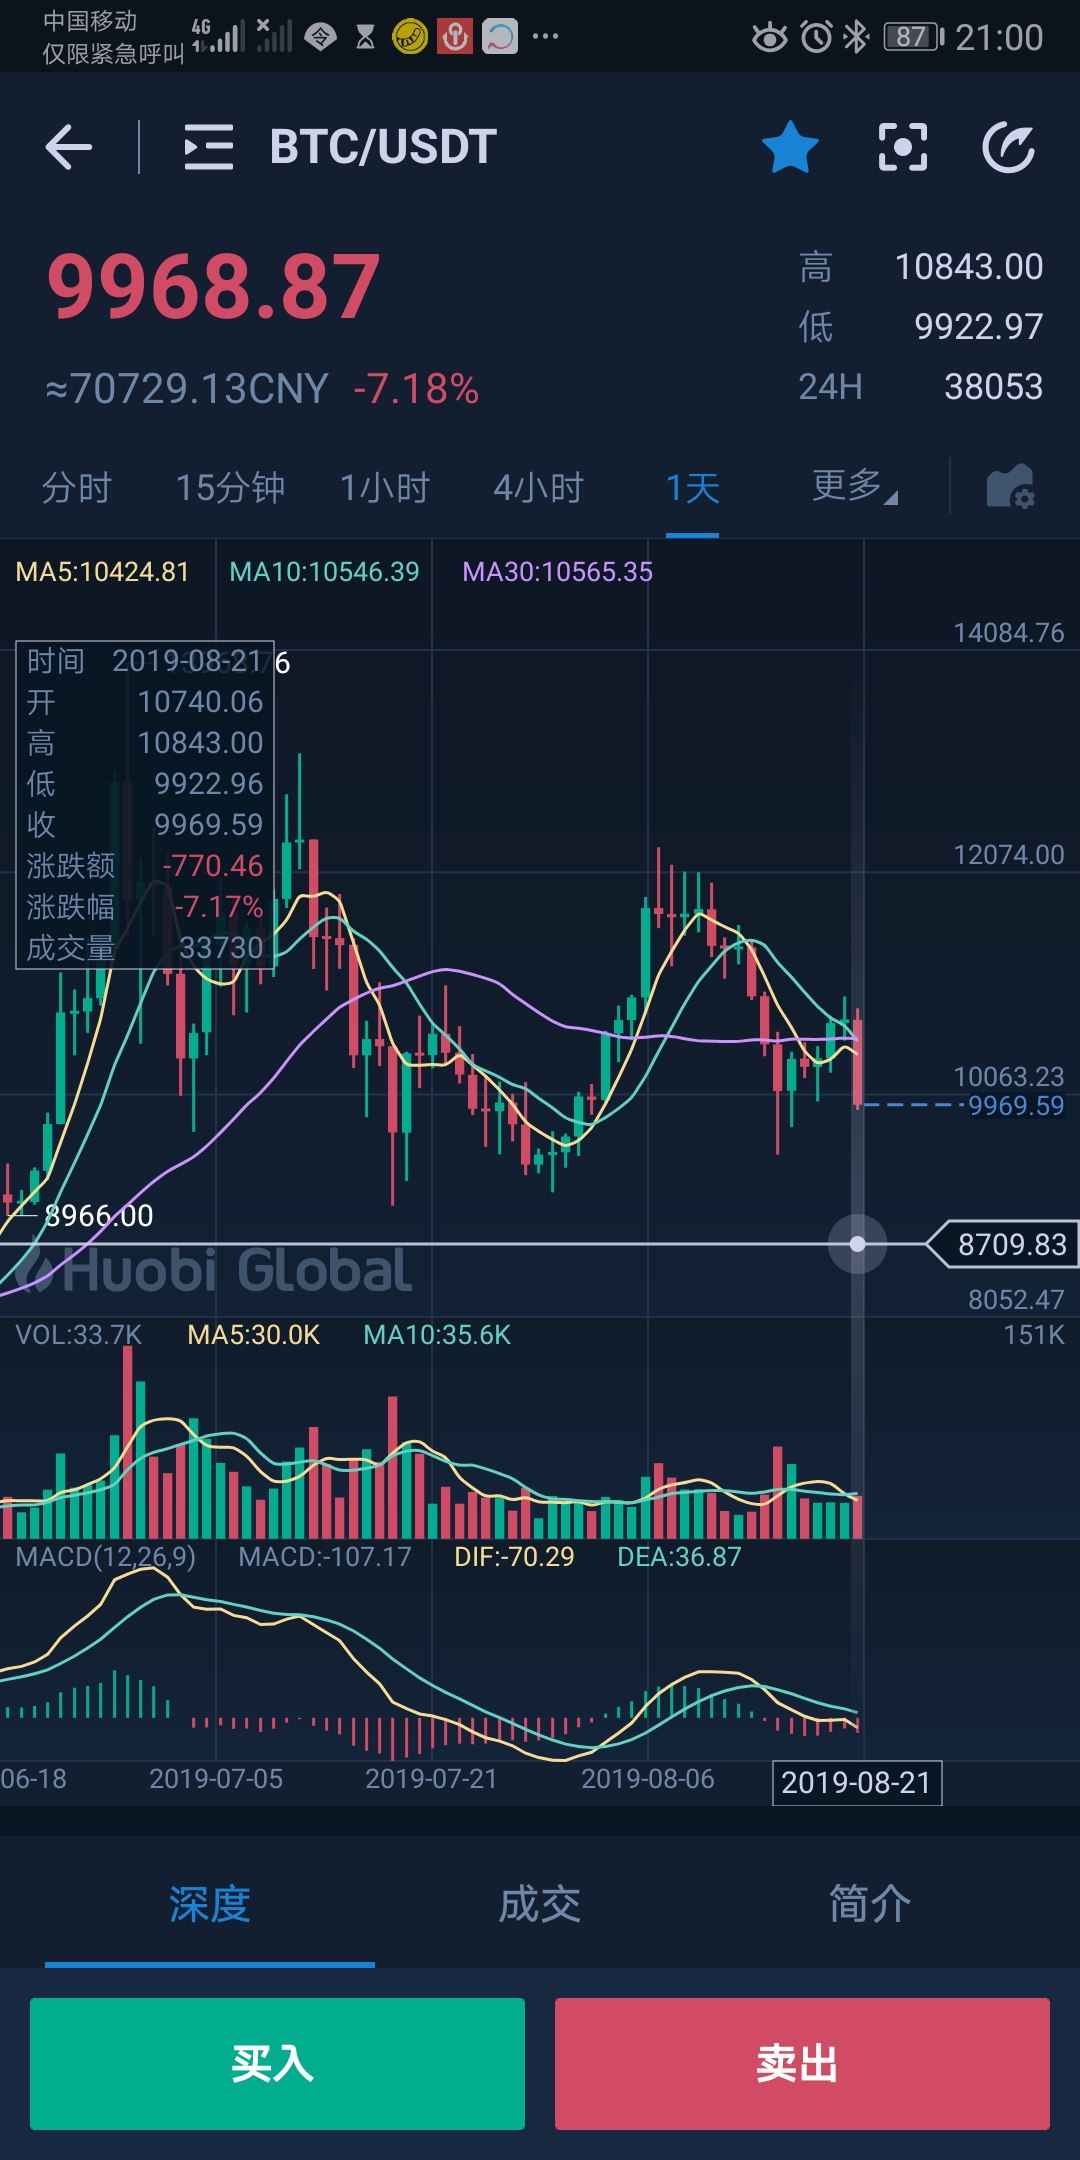 中国移动
仅限紧急呼叫
4G
87
21:00
BTC/USDT
9968.87
高 10843.00
低 9922.97
≈70729.13CNY -7.18%
24H 38053
分时 15分钟 1小时 4小时 1天 更多
MA5:10424.81 MA10:10546.39 MA30:10565.35
14084.76
时间 2019-08-21
开 10740.06
高 10843.00
低 9922.96
收 9969.59
涨跌额 -770.46
涨跌幅 -7.17%
成交量 33730
12074.00
10063.23
9969.59
8966.00
8709.83
Huobi Global
8052.47
VOL:33.7K MA5:30.0K MA10:35.6K
151K
MACD(12,26,9) MACD:-107.17 DIF:-70.29 DEA:36.87
06-18 2019-07-05 2019-07-21 2019-08-06 2019-08-21
深度 成交 简介
买入 卖出